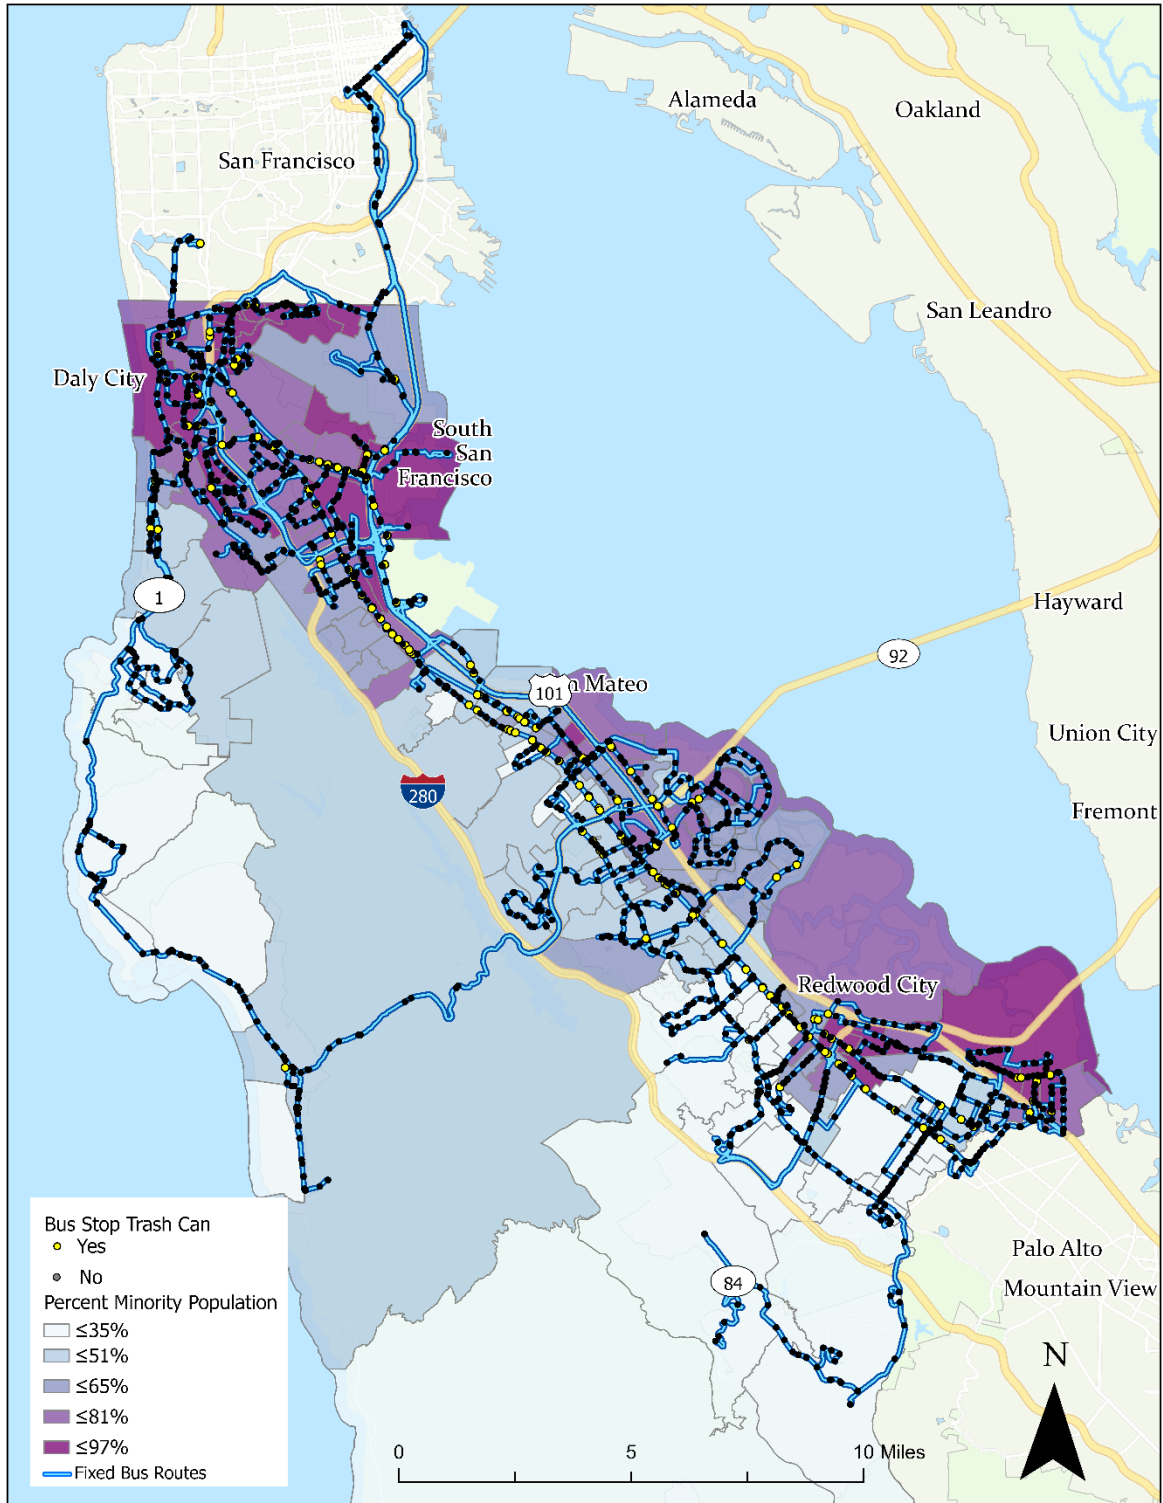 Alameda
Oakland
San Francisco
San Leandro
Daly City
South
San
Francisco
1
Hayward
92
101
n Mateo
Union City
280
Fremont
Redwood City
Palo Alto
84
Mountain View
N
Bus Stop Trash Can
Yes
No
Percent Minority Population
≤35%
≤51%
≤65%
≤81%
≤97%
Fixed Bus Routes
0 5 10 Miles